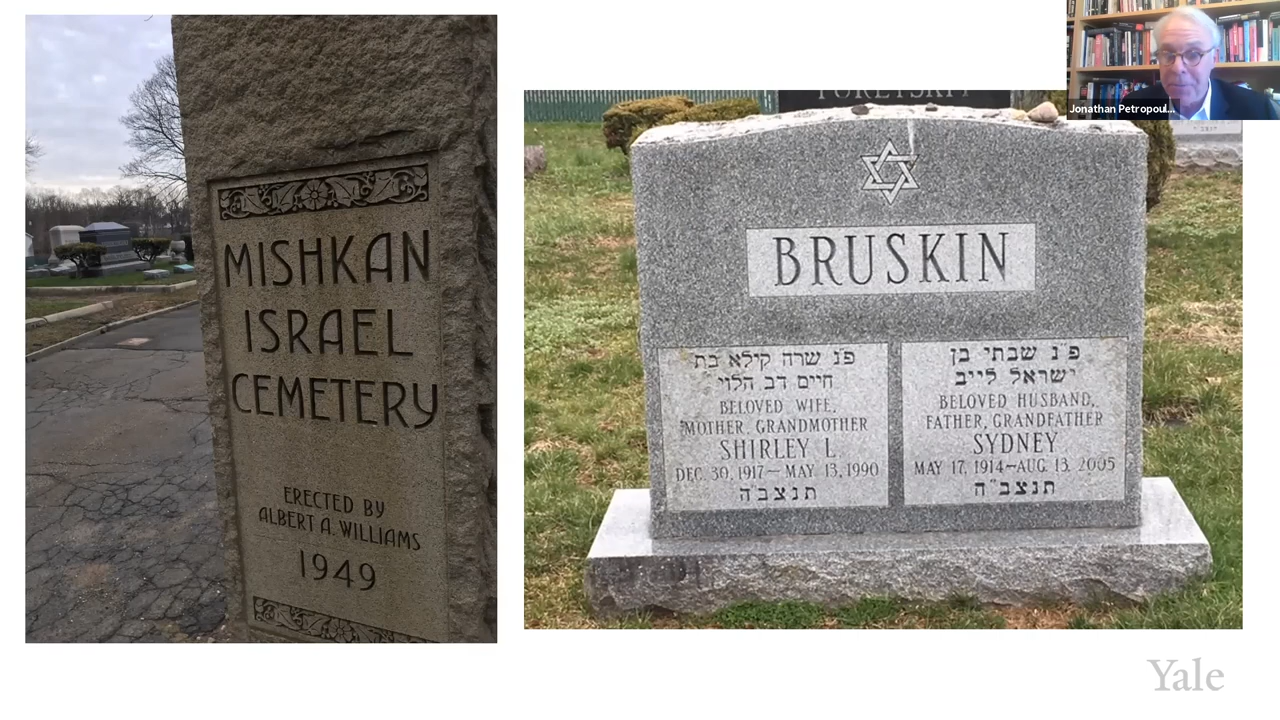 MISHKAN
ISRAEL
CEMETERY
ERECTED BY
ALBERT A. WILLIAMS
1949
BRUSKIN
פ"נ שרה קילא בת
חיים דב הלוי
BELOVED WIFE,
MOTHER, GRANDMOTHER
SHIRLEY L.
DEC. 30, 1917—MAY 13, 1990
תנצב"ה
פ"נ שבתי בן
ישראל לייב
BELOVED HUSBAND,
FATHER, GRANDFATHER
SYDNEY
MAY 17, 1914—AUG. 13, 2005
תנצב"ה
Jonathan Petropoul...
Yale